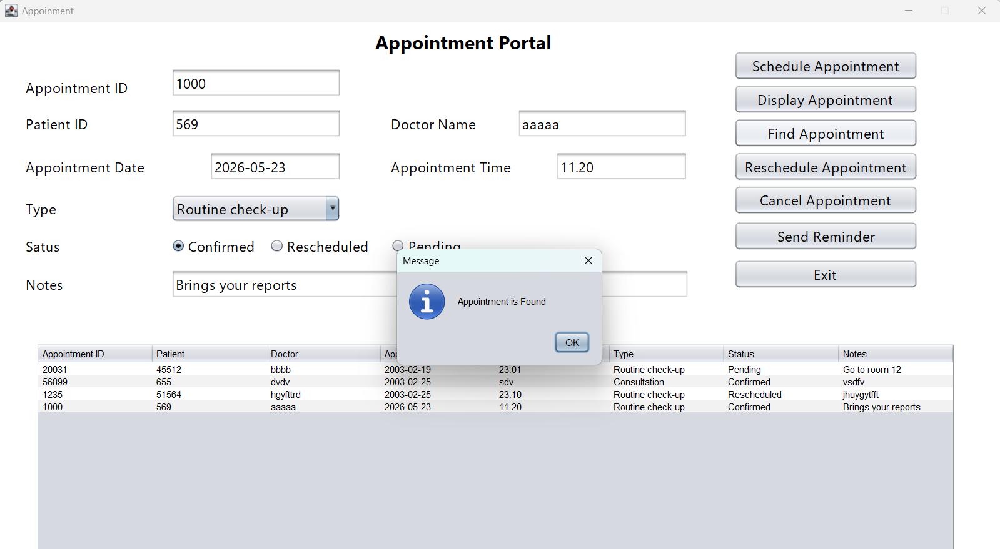 Appoinment
Appointment Portal
Appointment ID 1000
Patient ID 569 Doctor Name aaaaa
Appointment Date 2026-05-23 Appointment Time 11.20
Type Routine check-up
Satus Confirmed Rescheduled Pending
Notes Brings your reports
Schedule Appointment
Display Appointment
Find Appointment
Reschedule Appointment
Cancel Appointment
Send Reminder
Exit
Message
Appointment is Found
OK
Appointment ID Patient Doctor Type Status Notes
20031 45512 bbbb 2003-02-19 23.01 Routine check-up Pending Go to room 12
56899 655 dvdv 2003-02-25 sdv Consultation Confirmed vsdfv
1235 51564 hgyfttrd 2003-02-25 23.10 Routine check-up Rescheduled jhuygytfft
1000 569 aaaaa 2026-05-23 11.20 Routine check-up Confirmed Brings your reports